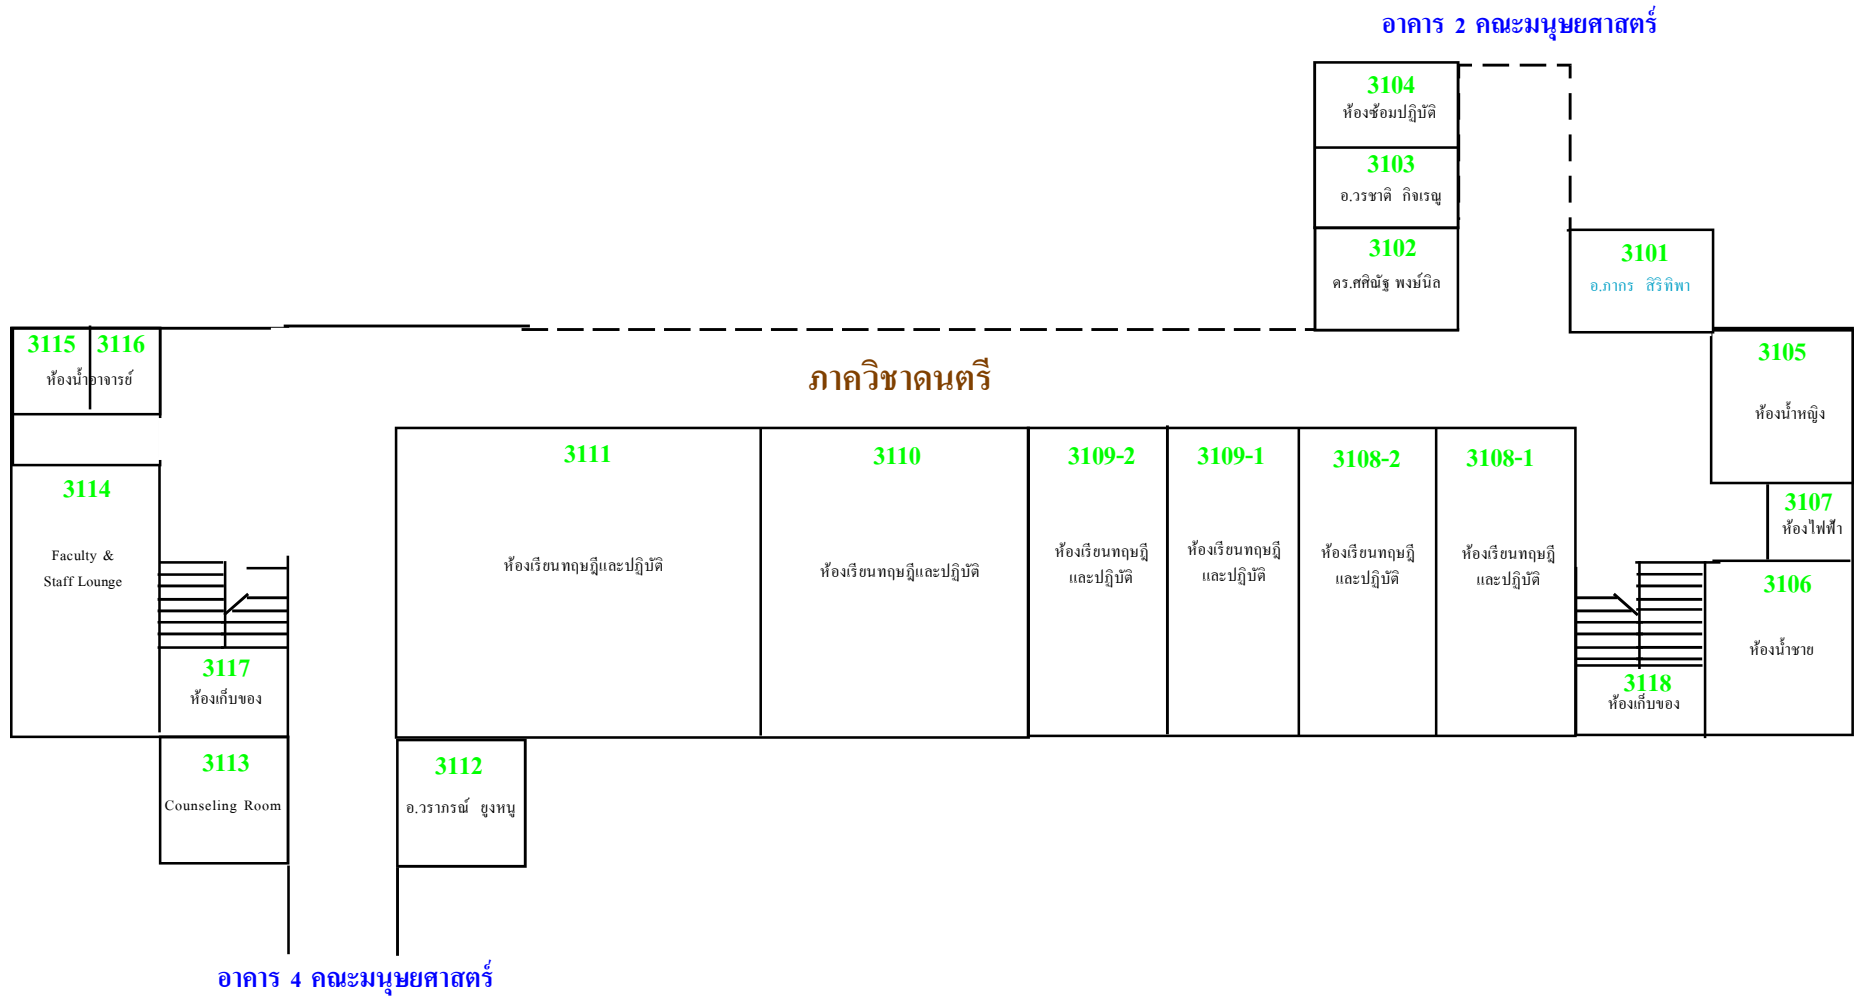 อาคาร 2 คณะมนุษยศาสตร์
3104
ห้องซ้อมปฏิบัติ
3103
อ.วรชาติ กิจเรณู
3102
ดร.ศศิณัฐ พงษ์นิล
3101
อ.ภากร สิริทิพา
3115 3116
ห้องน้ำอาจารย์
ภาควิชาดนตรี
3105
ห้องน้ำหญิง
3111
ห้องเรียนทฤษฎีและปฏิบัติ
3110
ห้องเรียนทฤษฎีและปฏิบัติ
3109-2
ห้องเรียนทฤษฎี
และปฏิบัติ
3109-1
ห้องเรียนทฤษฎี
และปฏิบัติ
3108-2
ห้องเรียนทฤษฎี
และปฏิบัติ
3108-1
ห้องเรียนทฤษฎี
และปฏิบัติ
3114
Faculty &
Staff Lounge
3107
ห้องไฟฟ้า
3106
ห้องน้ำชาย
3117
ห้องเก็บของ
3118
ห้องเก็บของ
3113
Counseling Room
3112
อ.วราภรณ์ ยูงหนู
อาคาร 4 คณะมนุษยศาสตร์